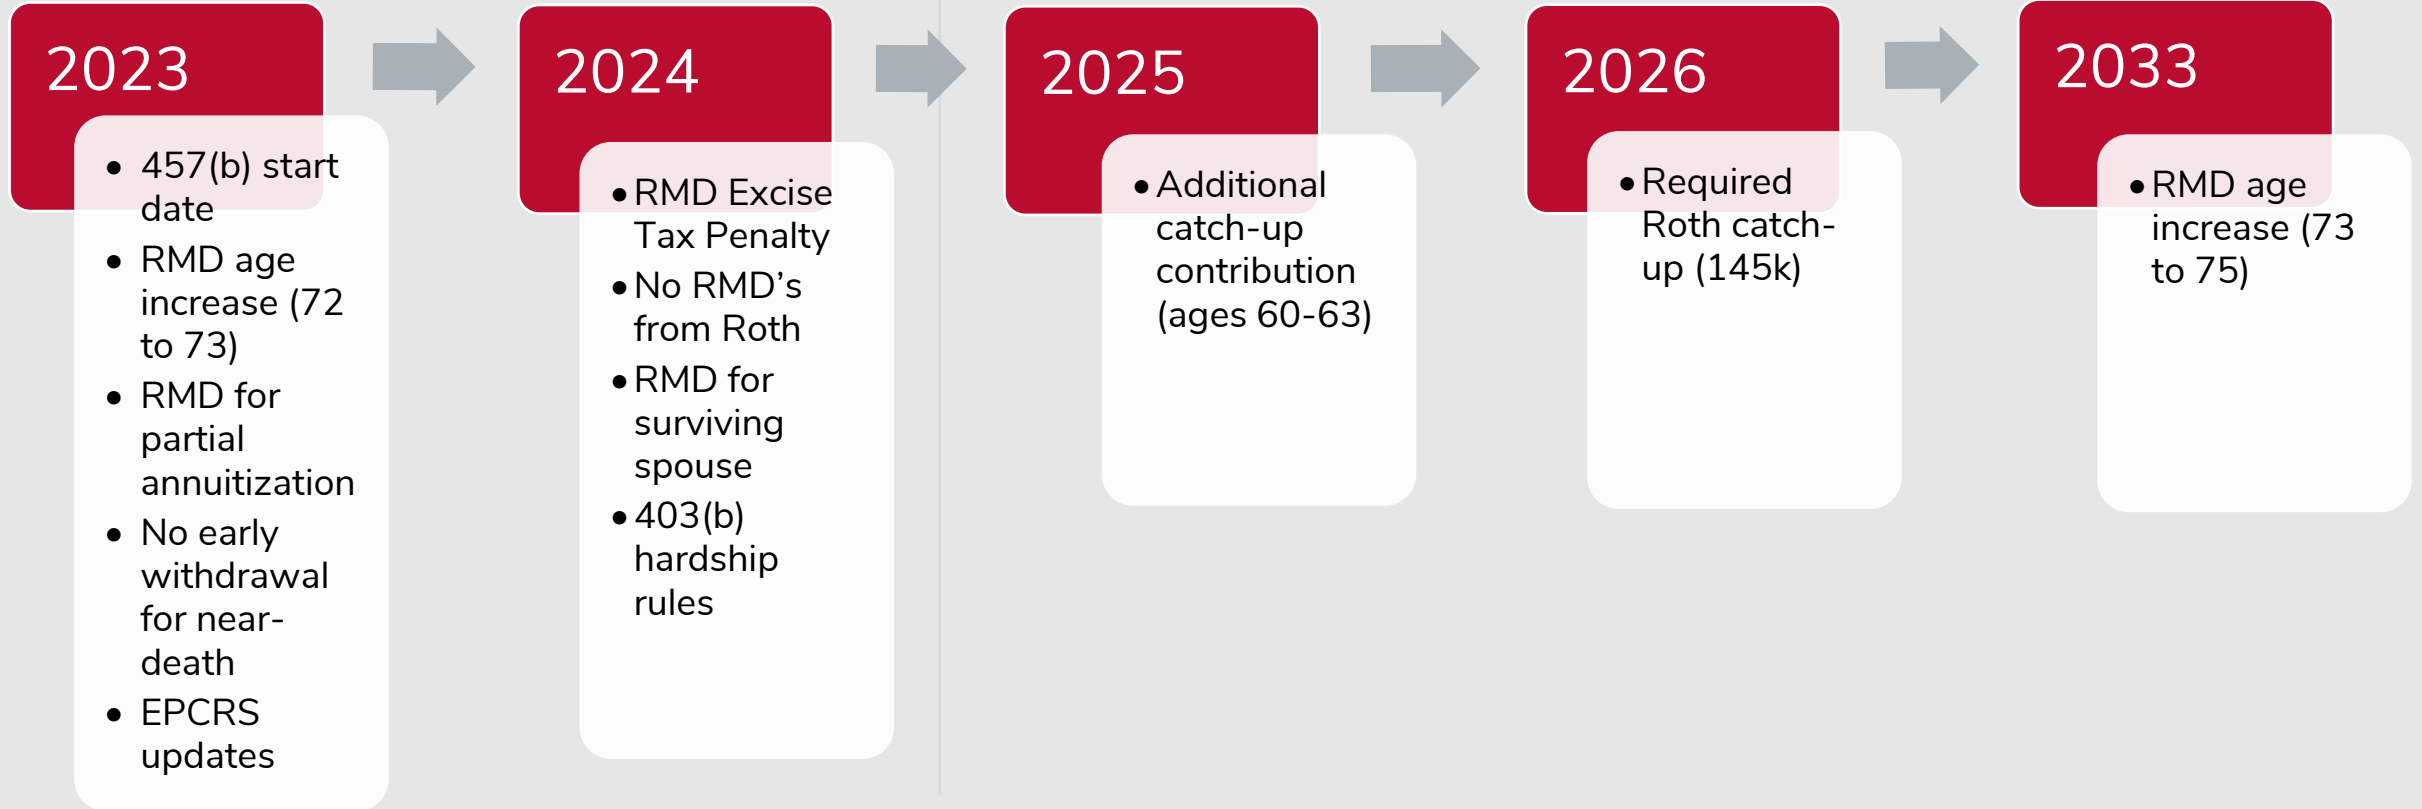 2023
• 457(b) start
date
• RMD age
increase (72
to 73)
• RMD for
partial
annuitization
• No early
withdrawal
for near-
death
• EPCRS
updates
2024
• RMD Excise
Tax Penalty
• No RMD’s
from Roth
• RMD for
surviving
spouse
• 403(b)
hardship
rules
2025
• Additional
catch-up
contribution
(ages 60-63)
2026
• Required
Roth catch-
up (145k)
2033
• RMD age
increase (73
to 75)